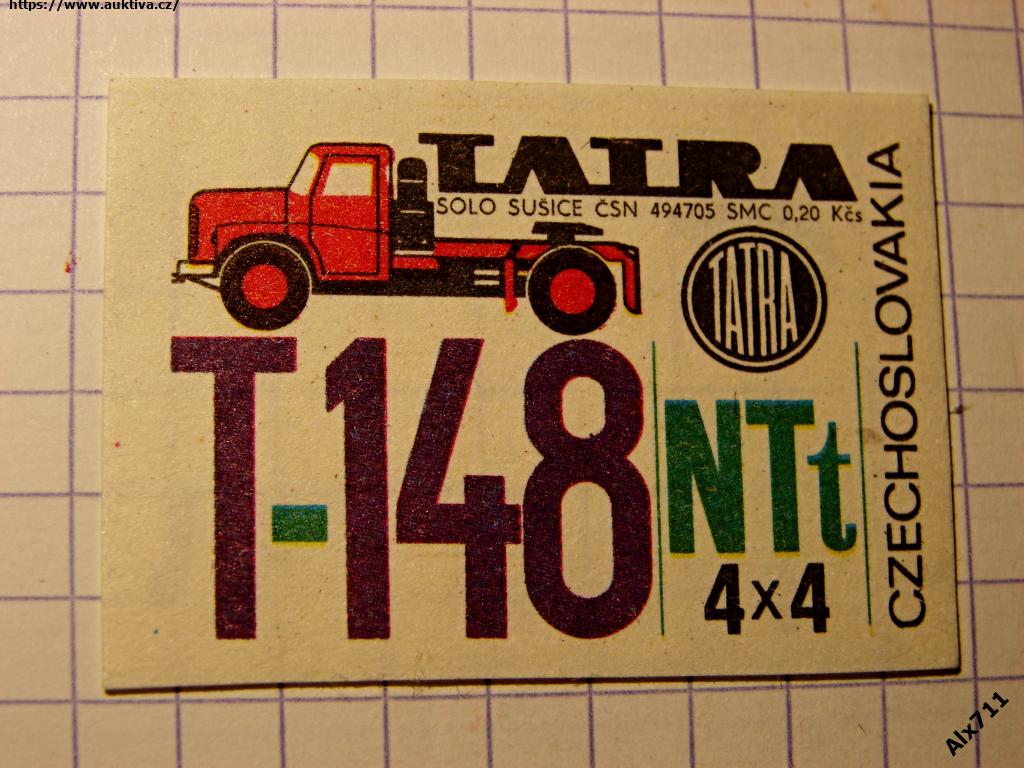 https://www.auktiva.cz/
TATRA
SOLO SUŠICE ČSN 494705 SMC 0,20 Kčs
TATRA
T-148
NTt
4x4
CZECHOSLOVAKIA
Alx711